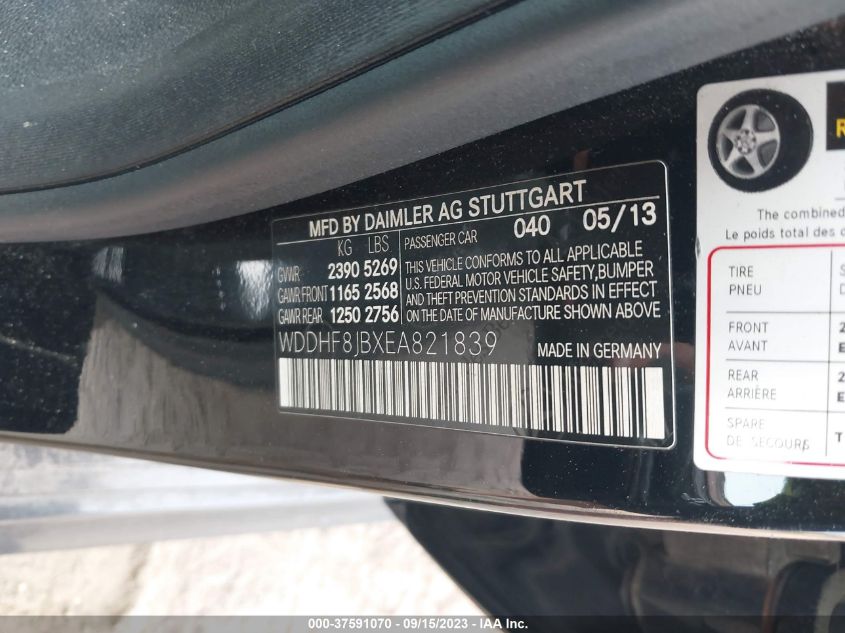 MFD BY DAIMLER AG STUTTGART
KG LBS PASSENGER CAR 040 05/13
GVWR 2390 5269
GAWR FRONT 1165 2568
GAWR REAR 1250 2756
THIS VEHICLE CONFORMS TO ALL APPLICABLE
U.S. FEDERAL MOTOR VEHICLE SAFETY, BUMPER
AND THEFT PREVENTION STANDARDS IN EFFECT
ON THE DATE OF MANUFACTURE SHOWN ABOVE
WDDHF8JBXEA821839 MADE IN GERMANY
The combined
Le poids total des
TIRE
PNEU
FRONT
AVANT
REAR
ARRIÈRE
SPARE
DE SECOURS
000-37591070 - 09/15/2023 -